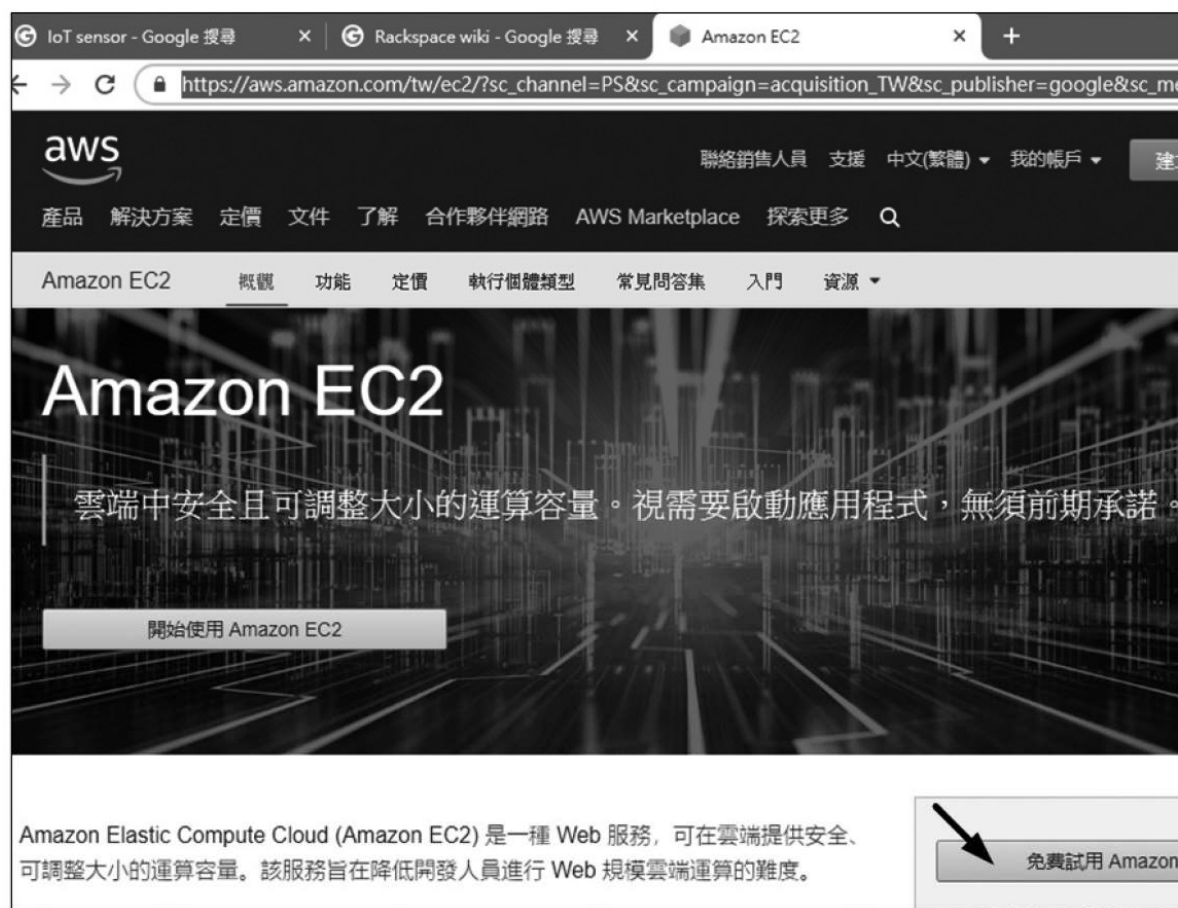 IoT sensor - Google 搜尋 Rackspace wiki - Google 搜尋 Amazon EC2
https://aws.amazon.com/tw/ec2/?sc_channel=PS&sc_campaign=acquisition_TW&sc_publisher=google&sc_me
aws
聯絡銷售人員 支援 中文(繁體) 我的帳戶
產品 解決方案 定價 文件 了解 合作夥伴網路 AWS Marketplace 探索更多
Amazon EC2 概觀 功能 定價 執行個體類型 常見問答集 入門 資源
Amazon EC2
雲端中安全且可調整大小的運算容量。視需要啟動應用程式，無須前期承諾。
開始使用 Amazon EC2
Amazon Elastic Compute Cloud (Amazon EC2) 是一種 Web 服務，可在雲端提供安全、
可調整大小的運算容量。該服務旨在降低開發人員進行 Web 規模雲端運算的難度。
免費試用 Amazon